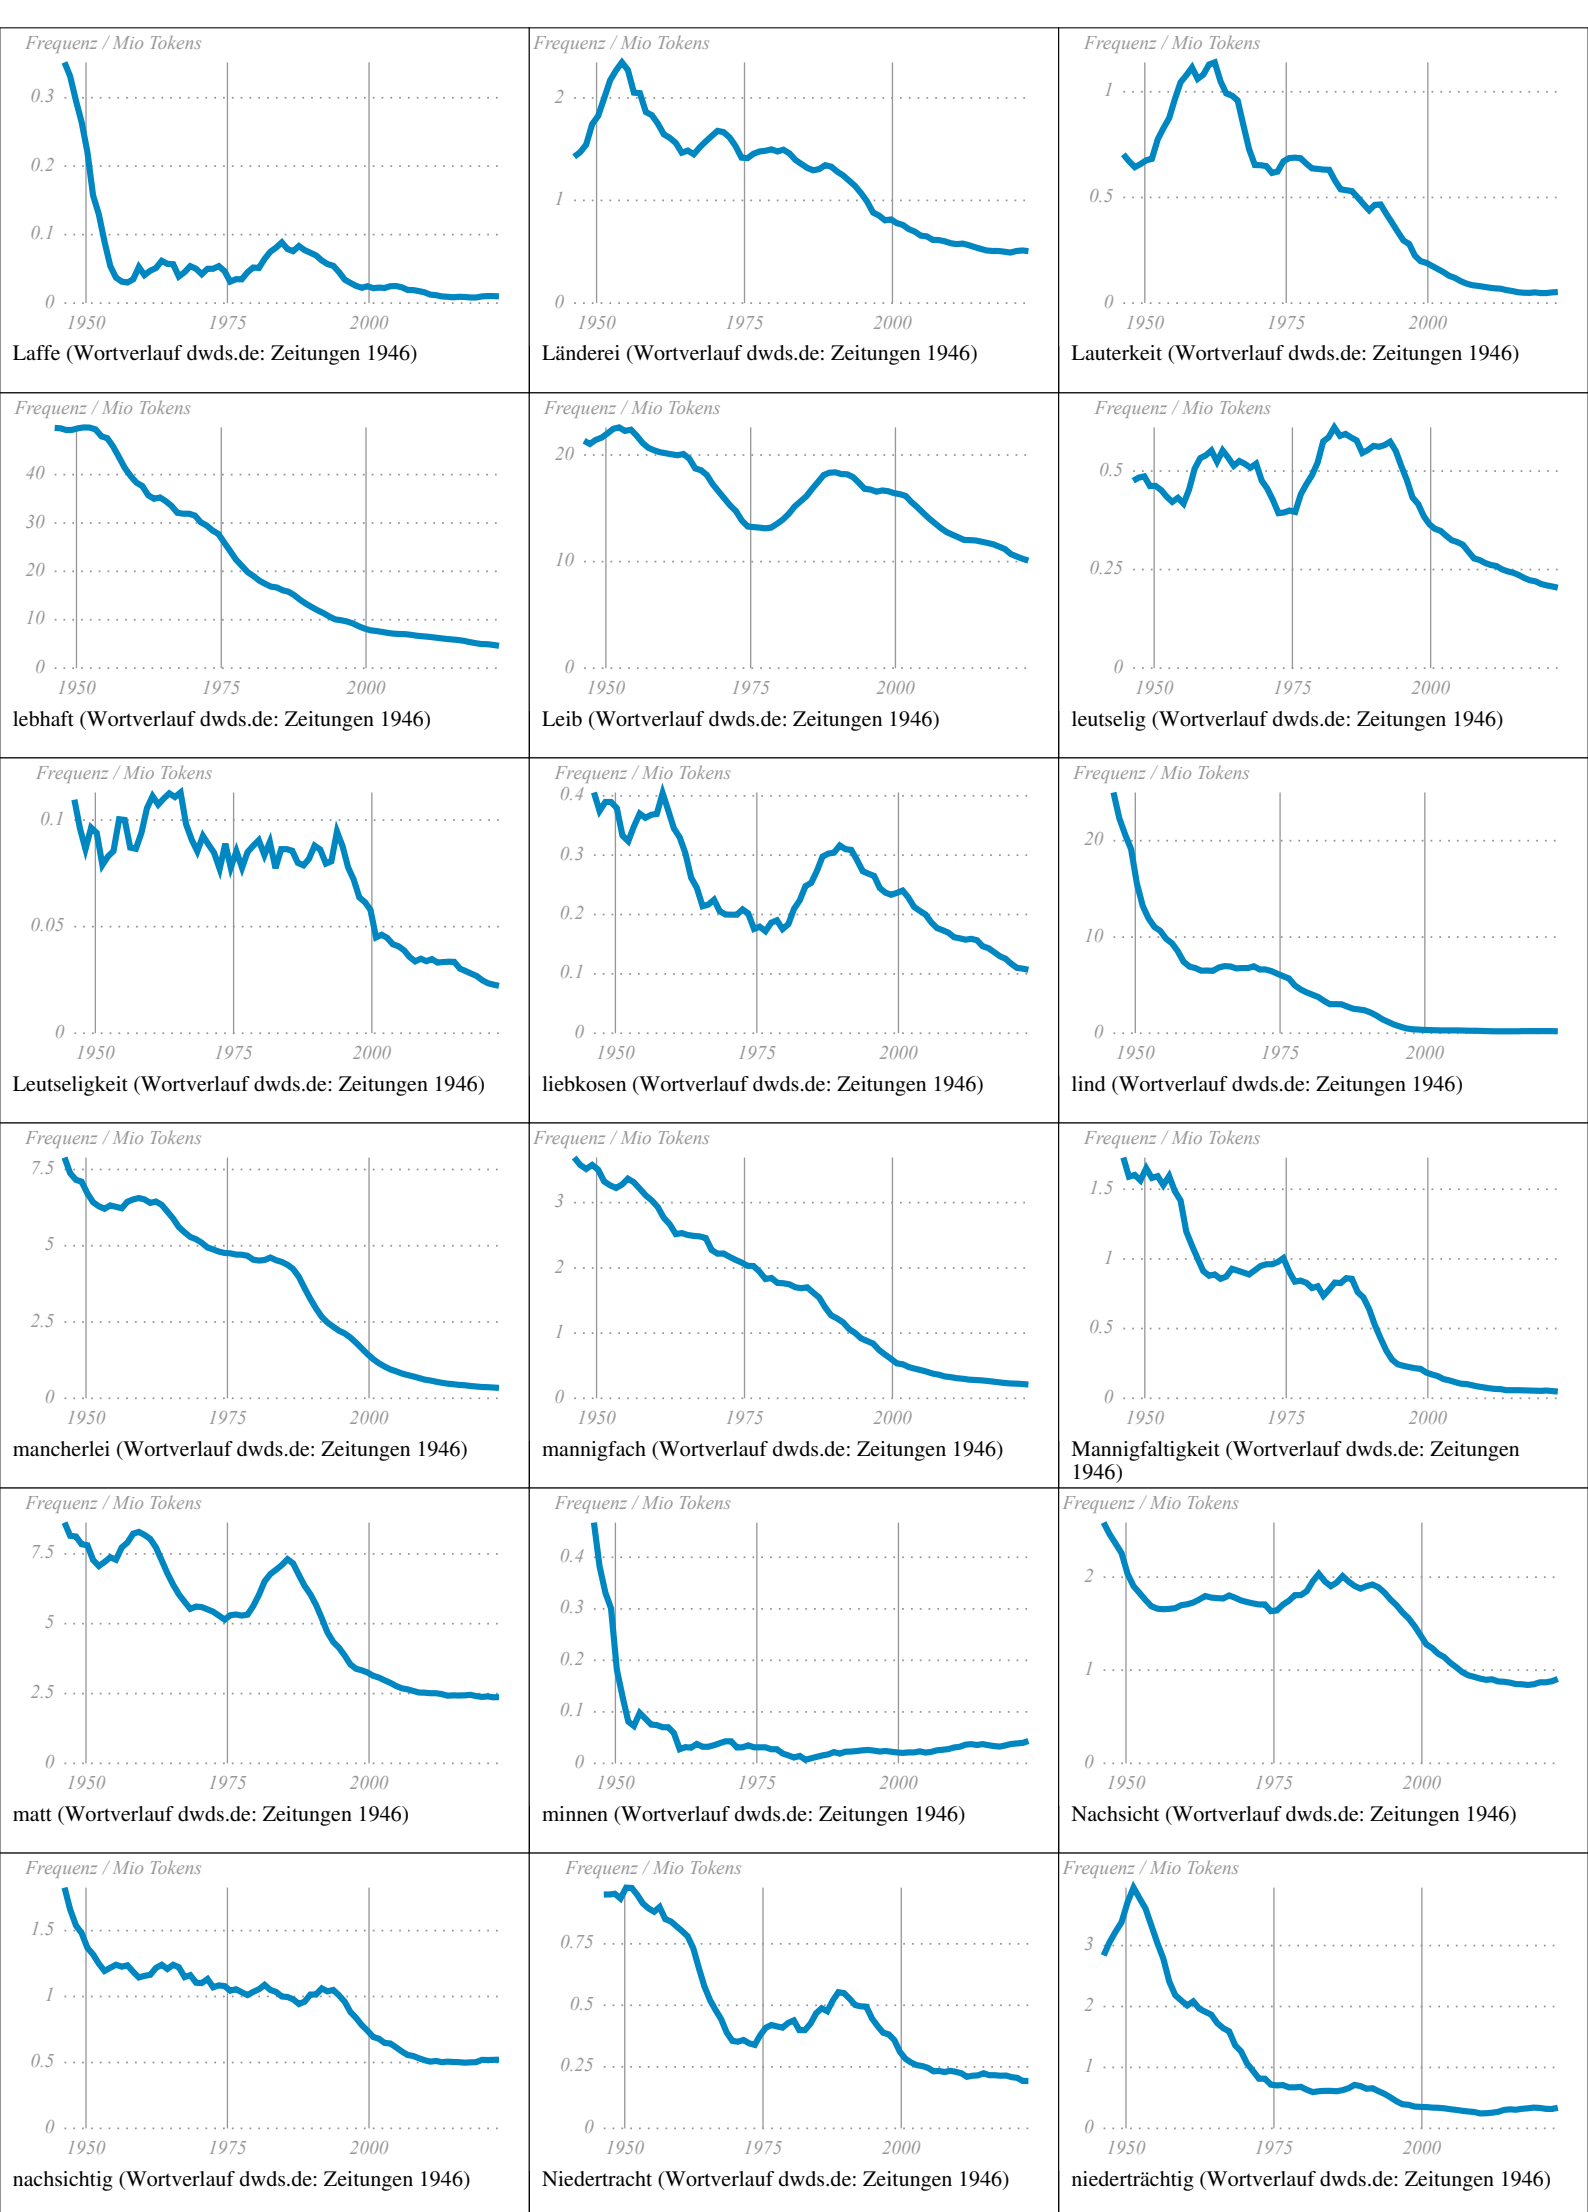 Frequenz / Mio Tokens
0.3
0.2
0.1
0
1950 1975 2000
Laffe (Wortverlauf dwds.de: Zeitungen 1946)
Frequenz / Mio Tokens
2
1
0
1950 1975 2000
Länderei (Wortverlauf dwds.de: Zeitungen 1946)
Frequenz / Mio Tokens
1
0.5
0
1950 1975 2000
Lauterkeit (Wortverlauf dwds.de: Zeitungen 1946)
Frequenz / Mio Tokens
40
30
20
10
0
1950 1975 2000
lebhaft (Wortverlauf dwds.de: Zeitungen 1946)
Frequenz / Mio Tokens
20
10
0
1950 1975 2000
Leib (Wortverlauf dwds.de: Zeitungen 1946)
Frequenz / Mio Tokens
0.5
0.25
0
1950 1975 2000
leutselig (Wortverlauf dwds.de: Zeitungen 1946)
Frequenz / Mio Tokens
0.1
0.05
0
1950 1975 2000
Leutseligkeit (Wortverlauf dwds.de: Zeitungen 1946)
Frequenz / Mio Tokens
0.4
0.3
0.2
0.1
0
1950 1975 2000
liebkosen (Wortverlauf dwds.de: Zeitungen 1946)
Frequenz / Mio Tokens
20
10
0
1950 1975 2000
lind (Wortverlauf dwds.de: Zeitungen 1946)
Frequenz / Mio Tokens
7.5
5
2.5
0
1950 1975 2000
mancherlei (Wortverlauf dwds.de: Zeitungen 1946)
Frequenz / Mio Tokens
3
2
1
0
1950 1975 2000
mannigfach (Wortverlauf dwds.de: Zeitungen 1946)
Frequenz / Mio Tokens
1.5
1
0.5
0
1950 1975 2000
Mannigfaltigkeit (Wortverlauf dwds.de: Zeitungen
1946)
Frequenz / Mio Tokens
7.5
5
2.5
0
1950 1975 2000
matt (Wortverlauf dwds.de: Zeitungen 1946)
Frequenz / Mio Tokens
0.4
0.3
0.2
0.1
0
1950 1975 2000
minnen (Wortverlauf dwds.de: Zeitungen 1946)
Frequenz / Mio Tokens
2
1
0
1950 1975 2000
Nachsicht (Wortverlauf dwds.de: Zeitungen 1946)
Frequenz / Mio Tokens
1.5
1
0.5
0
1950 1975 2000
nachsichtig (Wortverlauf dwds.de: Zeitungen 1946)
Frequenz / Mio Tokens
0.75
0.5
0.25
0
1950 1975 2000
Niedertracht (Wortverlauf dwds.de: Zeitungen 1946)
Frequenz / Mio Tokens
3
2
1
0
1950 1975 2000
niederträchtig (Wortverlauf dwds.de: Zeitungen 1946)